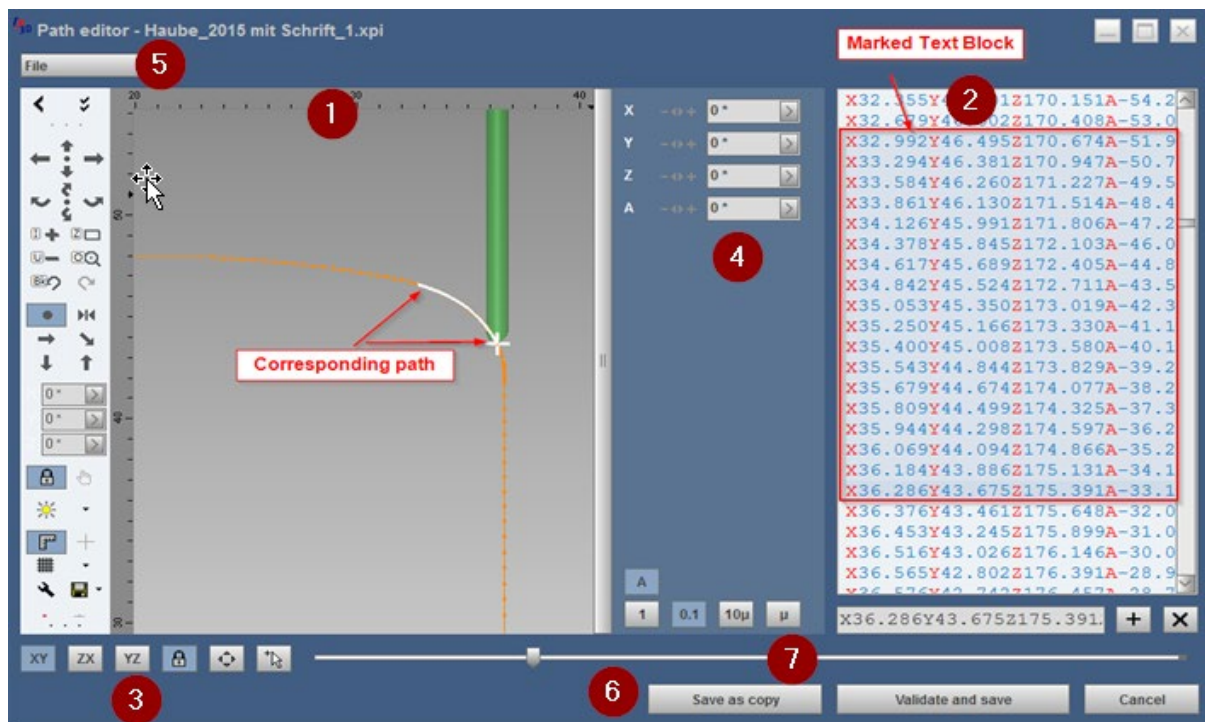 Path editor - Haube_2015 mit Schrift_1.xpi
Marked Text Block
File
5
1
2
20
40
50
40
30
X 0°
Y 0°
Z 0°
A 0°
4
0°
0°
0°
Corresponding path
X32.992Y46.495Z170.674A-51.9
X33.294Y46.381Z170.947A-50.7
X33.584Y46.260Z171.227A-49.5
X33.861Y46.130Z171.514A-48.4
X34.126Y45.991Z171.806A-47.2
X34.378Y45.845Z172.103A-46.0
X34.617Y45.689Z172.405A-44.8
X34.842Y45.524Z172.711A-43.5
X35.053Y45.350Z173.019A-42.3
X35.250Y45.166Z173.330A-41.1
X35.400Y45.008Z173.580A-40.1
X35.543Y44.844Z173.829A-39.2
X35.679Y44.674Z174.077A-38.2
X35.809Y44.499Z174.325A-37.3
X35.944Y44.298Z174.597A-36.2
X36.069Y44.094Z174.866A-35.2
X36.184Y43.886Z175.131A-34.1
X36.286Y43.675Z175.391A-33.1
X36.376Y43.461Z175.648A-32.0
X36.453Y43.245Z175.899A-31.0
X36.516Y43.026Z176.146A-30.0
X36.565Y42.802Z176.391A-28.9
A
1 0.1 10µ µ
X36.286Y43.675Z175.391
XY ZX YZ
3
7
6
Save as copy
Validate and save
Cancel